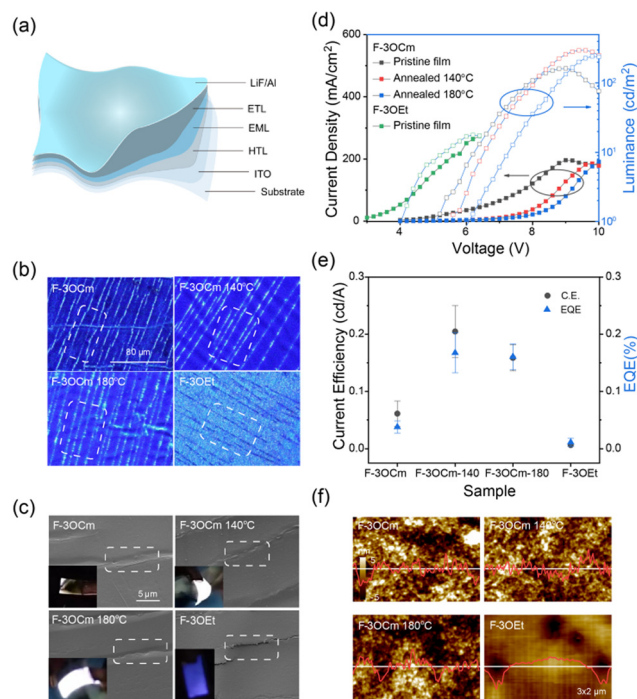 (a)
LiF/Al
ETL
EML
HTL
ITO
Substrate
(b)
F-3OCm
80 μm
F-3OCm 140°C
F-3OCm 180°C
F-3OEt
(c)
F-3OCm
5 μm
F-3OCm 140°C
F-3OCm 180°C
F-3OEt
(d)
Current Density (mA/cm²)
600
400
200
0
F-3OCm
Pristine film
Annealed 140°C
Annealed 180°C
F-3OEt
Pristine film
4
6
8
10
Voltage (V)
10²
10¹
10⁰
Luminance (cd/m²)
(e)
Current Efficiency (cd/A)
0.3
0.2
0.1
0.0
C.E.
EQE
0.3
0.2
0.1
0.0
EQE(%)
F-3OCm F-3OCm-140 F-3OCm-180 F-3OEt
Sample
(f)
F-3OCm
F-3OCm 140°C
F-3OCm 180°C
F-3OEt
3x2 μm